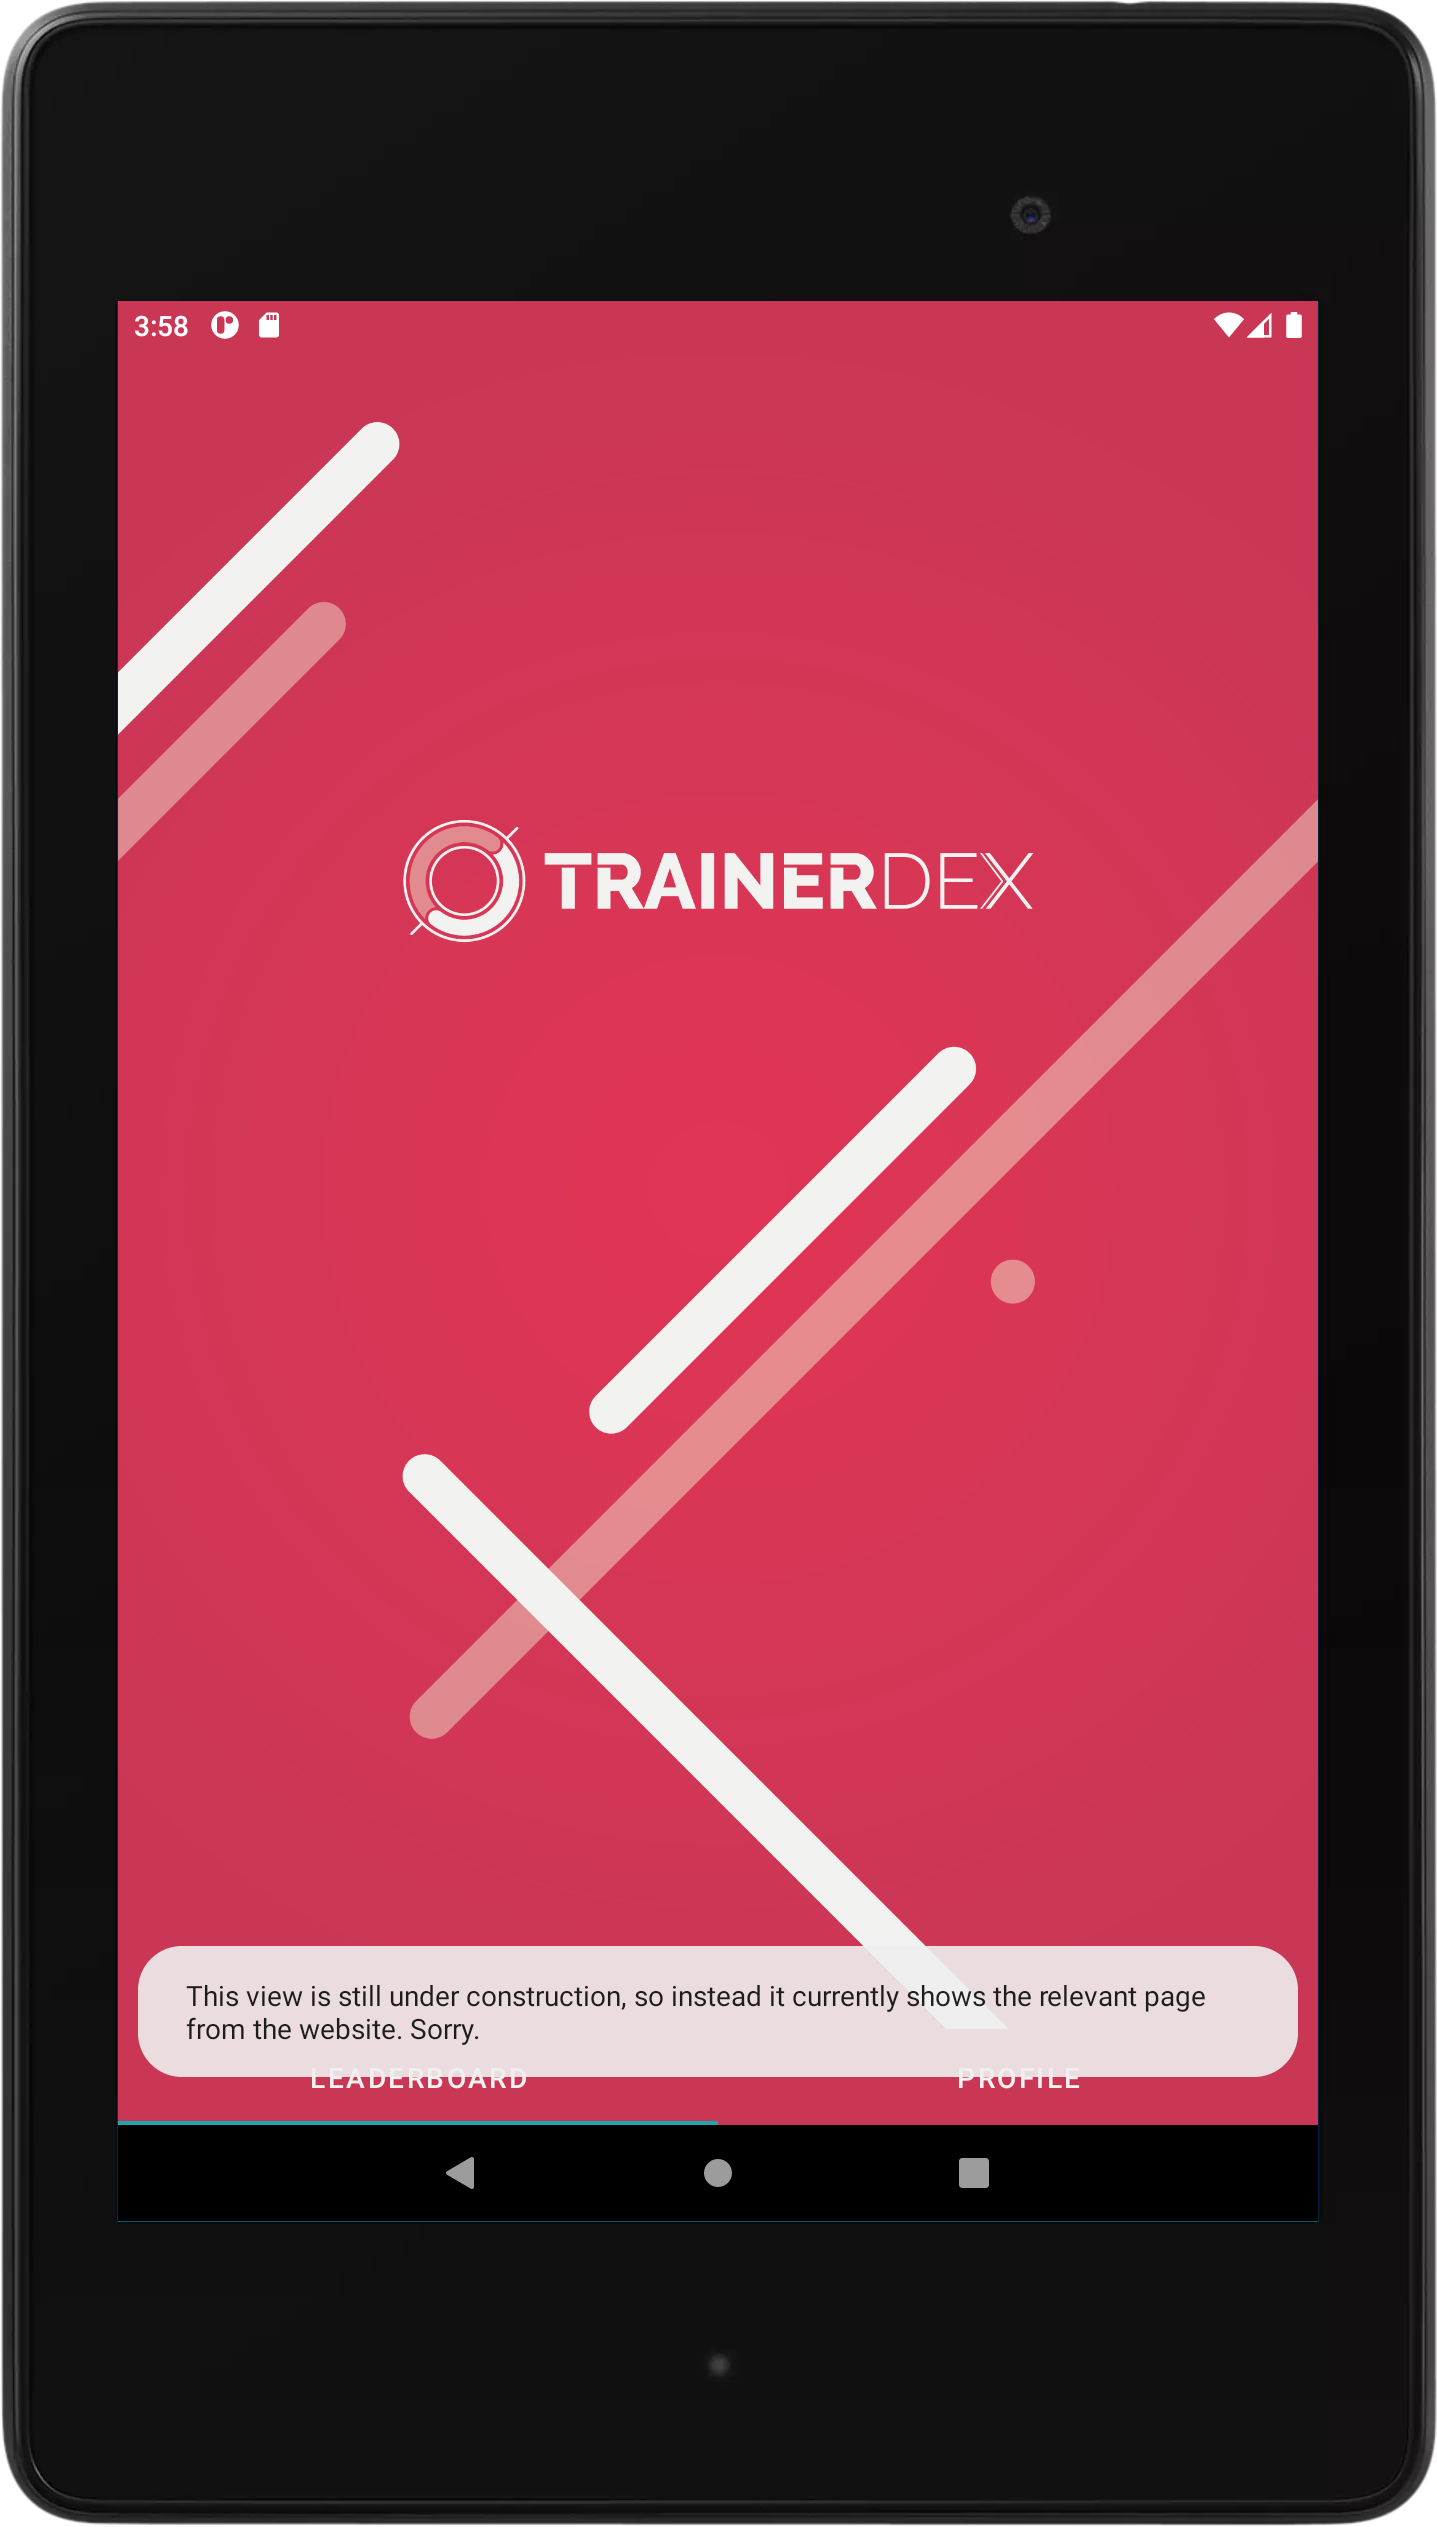 3:58
TRAINERDEX
This view is still under construction, so instead it currently shows the relevant page
from the website. Sorry.
LEADERBOARD PROFILE